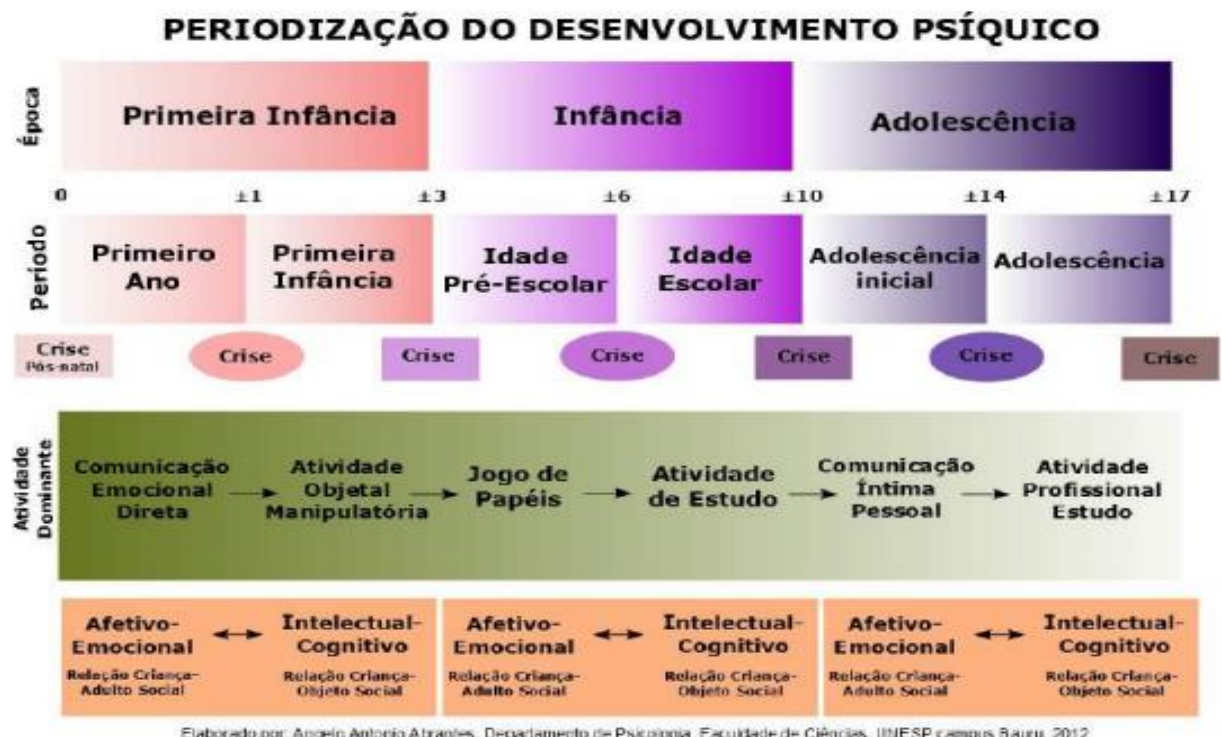 PERIODIZAÇÃO DO DESENVOLVIMENTO PSÍQUICO
Época
Primeira Infância
Infância
Adolescência
0
±1
±3
±6
±10
±14
±17
Período
Primeiro
Ano
Primeira
Infância
Idade
Pré-Escolar
Idade
Escolar
Adolescência
inicial
Adolescência
Crise
Pós-natal
Crise
Crise
Crise
Crise
Crise
Crise
Atividade
Dominante
Comunicação
Emocional
Direta
Atividade
Objetal
Manipulatória
Jogo de
Papéis
Atividade
de Estudo
Comunicação
Íntima
Pessoal
Atividade
Profissional
Estudo
Afetivo-
Emocional
Relação Criança-
Adulto Social
Intelectual-
Cognitivo
Relação Criança-
Objeto Social
Afetivo-
Emocional
Relação Criança-
Adulto Social
Intelectual-
Cognitivo
Relação Criança-
Objeto Social
Afetivo-
Emocional
Relação Criança-
Adulto Social
Intelectual-
Cognitivo
Relação Criança-
Objeto Social
Elaborado por: Angelo Antonio Abrantes, Departamento de Psicologia, Faculdade de Ciências, UNESP campus Bauru, 2012